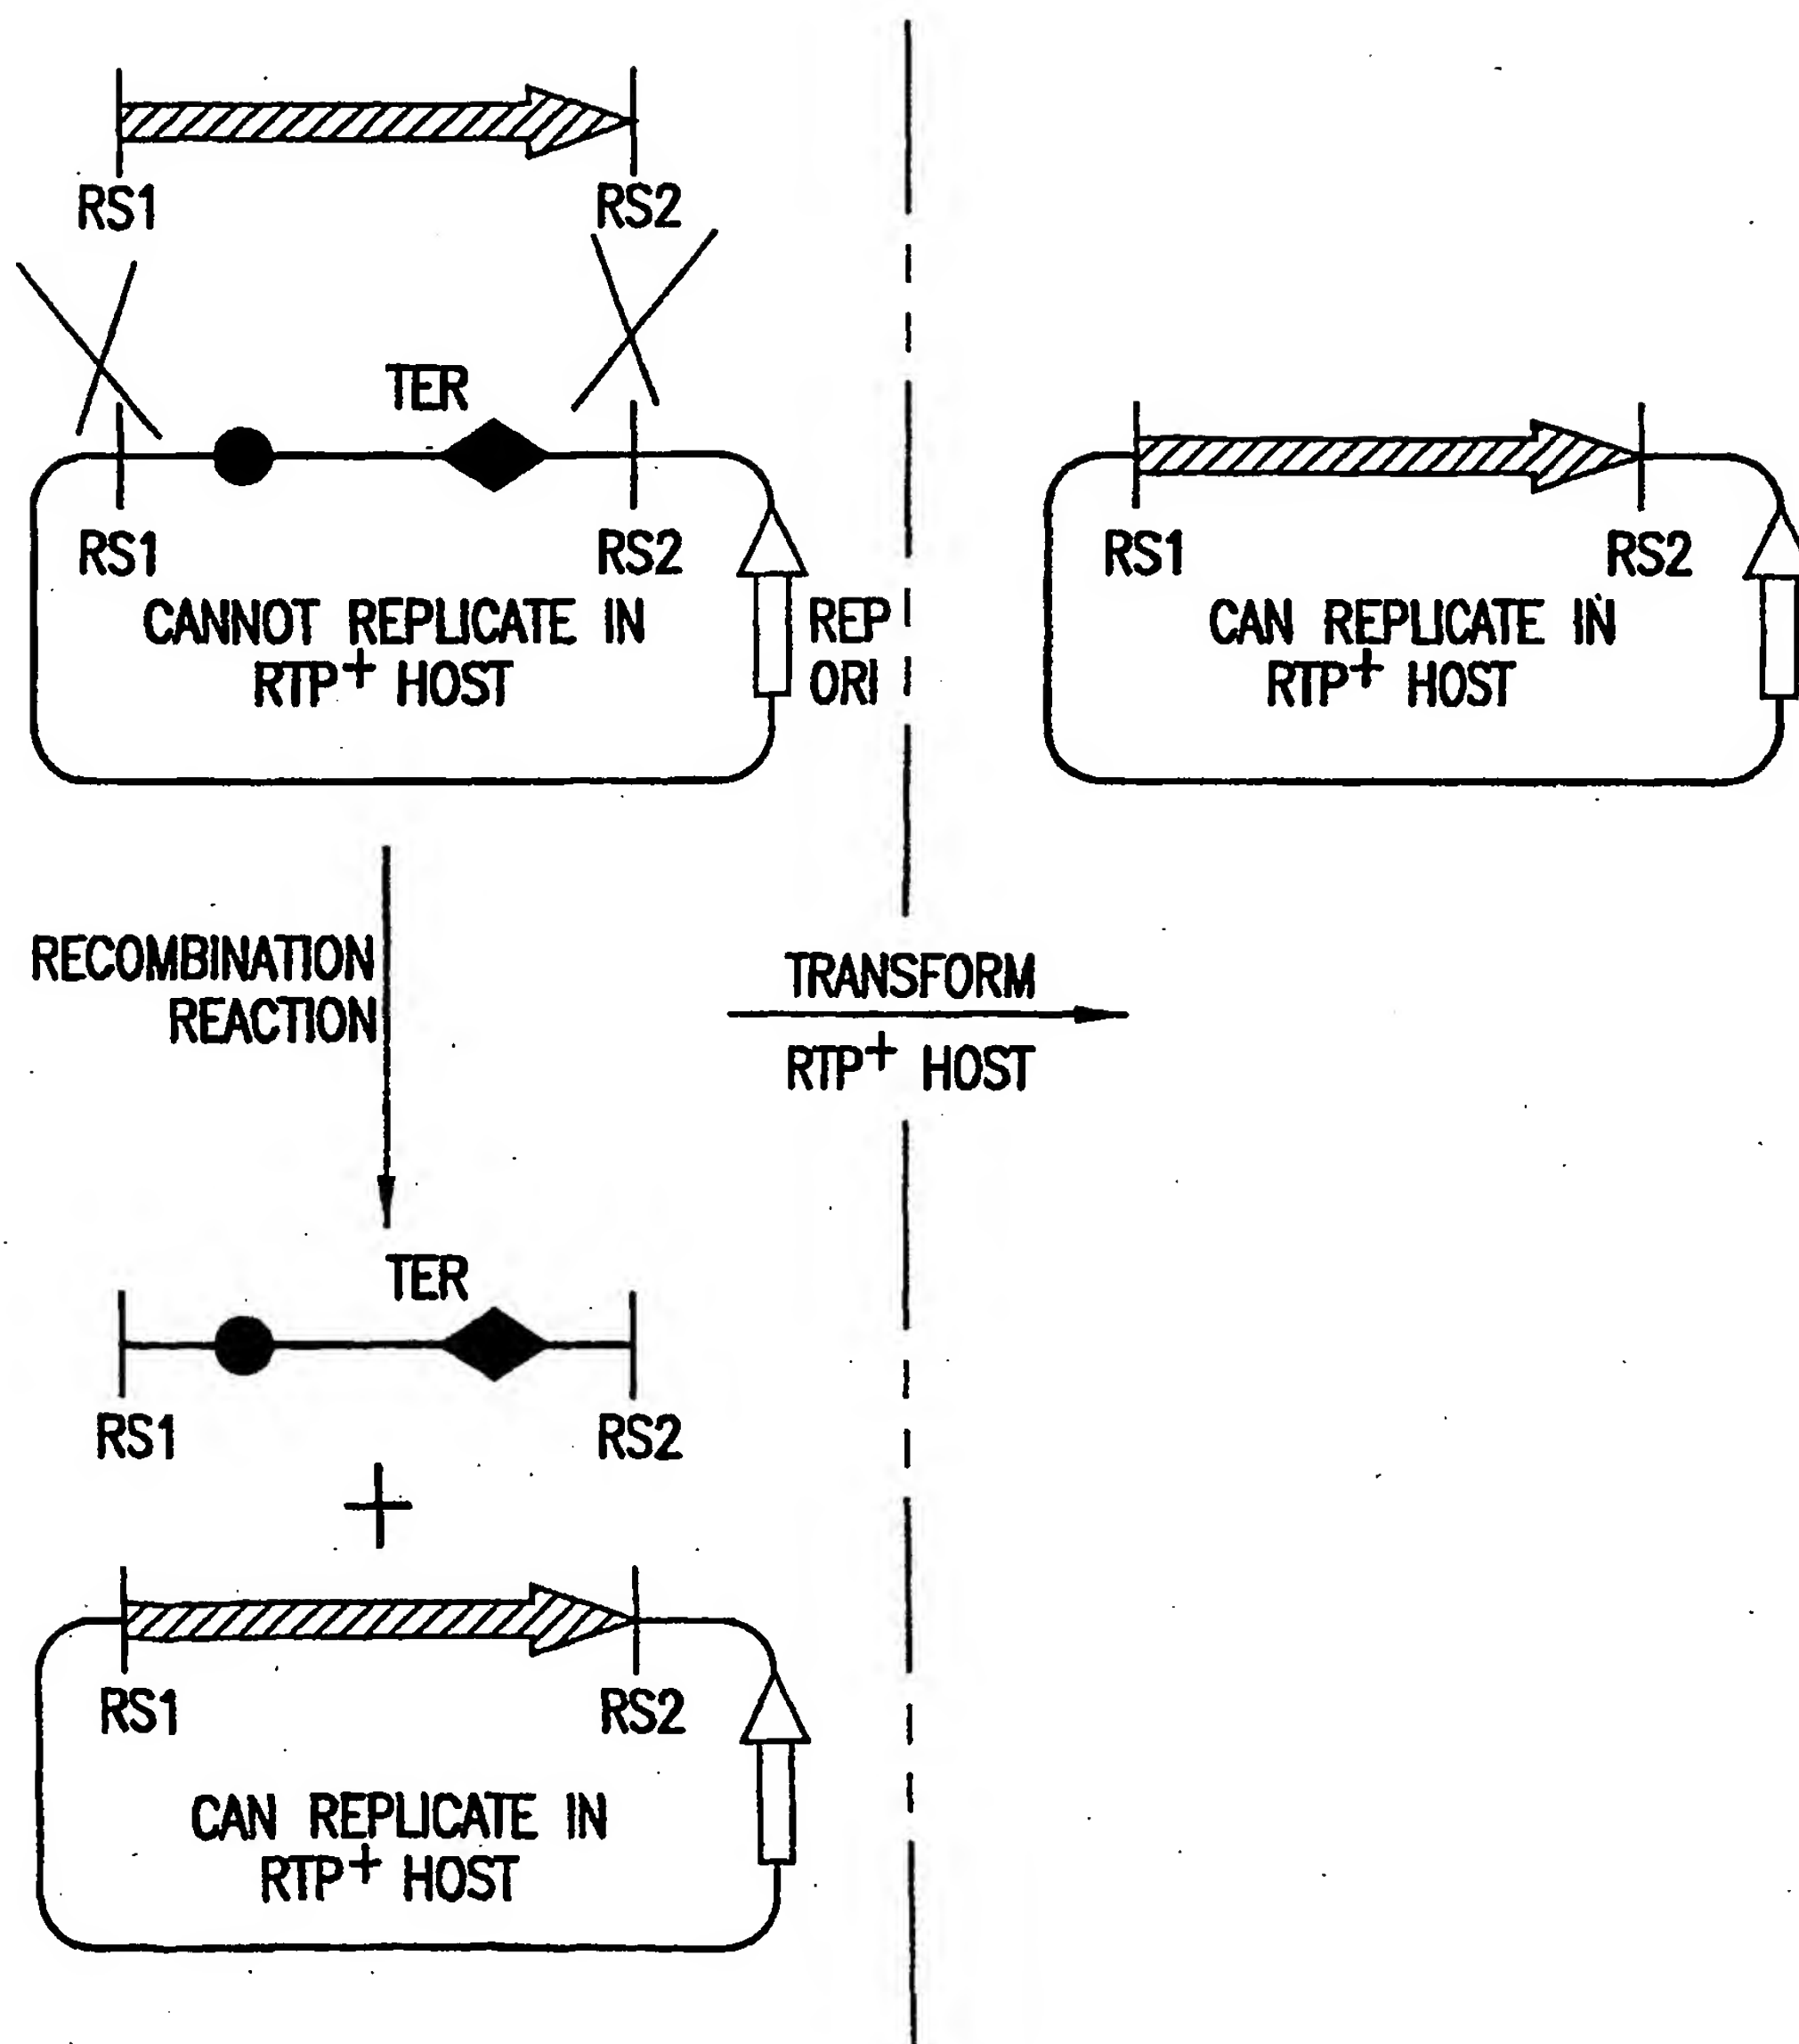 RS1 RS2
TER
RS1 RS2
CANNOT REPLICATE IN
RTP+ HOST
REP
ORI
RECOMBINATION
REACTION
TER
RS1 RS2
+
RS1 RS2
CAN REPLICATE IN
RTP+ HOST
TRANSFORM
RTP+ HOST
RS1 RS2
CAN REPLICATE IN
RTP+ HOST